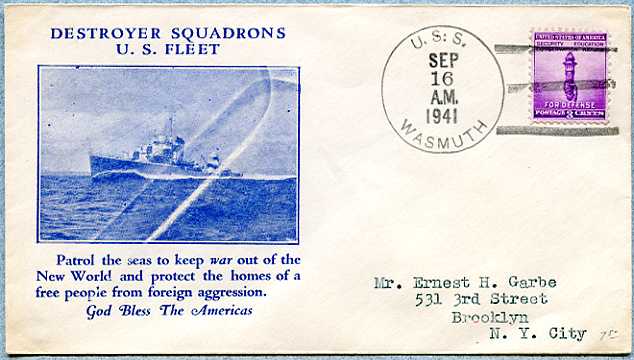 DESTROYER SQUADRONS
U. S. FLEET
Patrol the seas to keep war out of the
New World and protect the homes of a
free people from foreign aggression.
God Bless The Americas
U. S. S.
SEP
16
A.M.
1941
WASMUTH
UNITED STATES OF AMERICA
SECURITY EDUCATION
FOR DEFENSE
POSTAGE 3 CENTS
Mr. Ernest H. Garbe
531 3rd Street
Brooklyn
N. Y. City